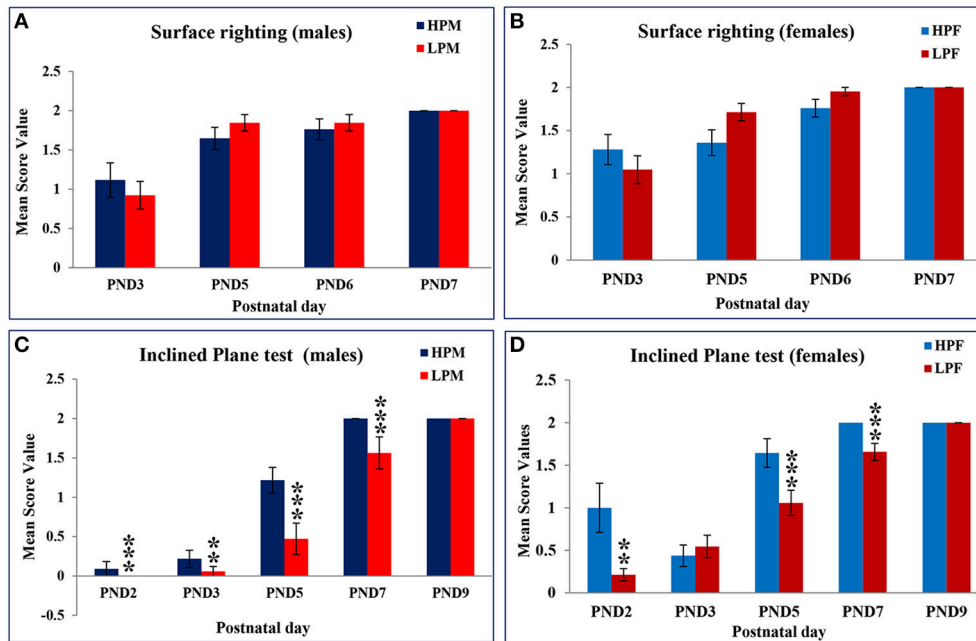 A
Surface righting (males)
HPM
LPM
2.5
2
1.5
1
0.5
0
Mean Score Value
PND3 PND5 PND6 PND7
Postnatal day
B
Surface righting (females)
HPF
LPF
2.5
2
1.5
1
0.5
0
Mean Score Value
PND3 PND5 PND6 PND7
Postnatal day
C
Inclined Plane test (males)
HPM
LPM
2.5
2
1.5
1
0.5
0
-0.5
Mean Score Value
***
**
***
***
PND2 PND3 PND5 PND7 PND9
Postnatal day
D
Inclined Plane test (females)
HPF
LPF
2.5
2
1.5
1
0.5
0
Mean Score Values
**
***
***
PND2 PND3 PND5 PND7 PND9
Postnatal day